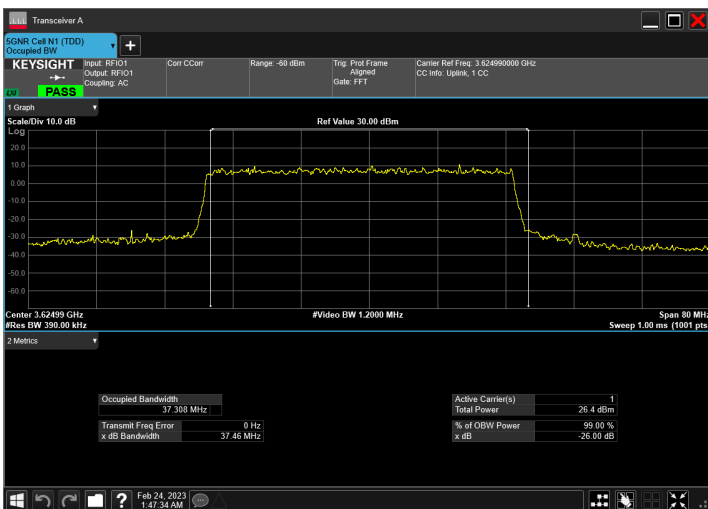 Transceiver A
5GNR Cell N1 (TDD)
Occupied BW
KEYSIGHT
LXI
PASS
Input: RFIO1
Output: RFIO1
Coupling: AC
Corr CCorr
Range: -60 dBm
Trig: Prot Frame
Aligned
Gate: FFT
Carrier Ref Freq: 3.624990000 GHz
CC Info: Uplink, 1 CC
1 Graph
Scale/Div 10.0 dB
Ref Value 30.00 dBm
Log
20.0
10.0
0.00
-10.0
-20.0
-30.0
-40.0
-50.0
-60.0
Center 3.62499 GHz
#Video BW 1.2000 MHz
Span 80 MHz
#Res BW 390.00 kHz
Sweep 1.00 ms (1001 pts
2 Metrics
Occupied Bandwidth
37.308 MHz
Active Carrier(s) 1
Total Power 26.4 dBm
Transmit Freq Error 0 Hz
x dB Bandwidth 37.46 MHz
% of OBW Power 99.00 %
x dB -26.00 dB
?
Feb 24, 2023
1:47:34 AM